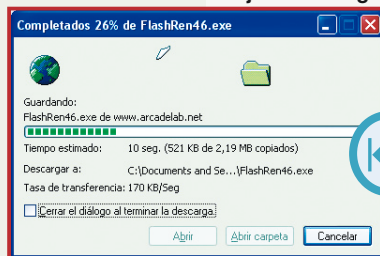 Completados 26% de FlashRen46.exe
Guardando:
FlashRen46.exe de www.arcadelab.net
Tiempo estimado: 10 seg. (521 KB de 2,19 MB copiados)
Descargar a: C:\Documents and Se...\FlashRen46.exe
Tasa de transferencia: 170 KB/Seg
Cerrar el diálogo al terminar la descarga.
Abrir Abrir carpeta Cancelar